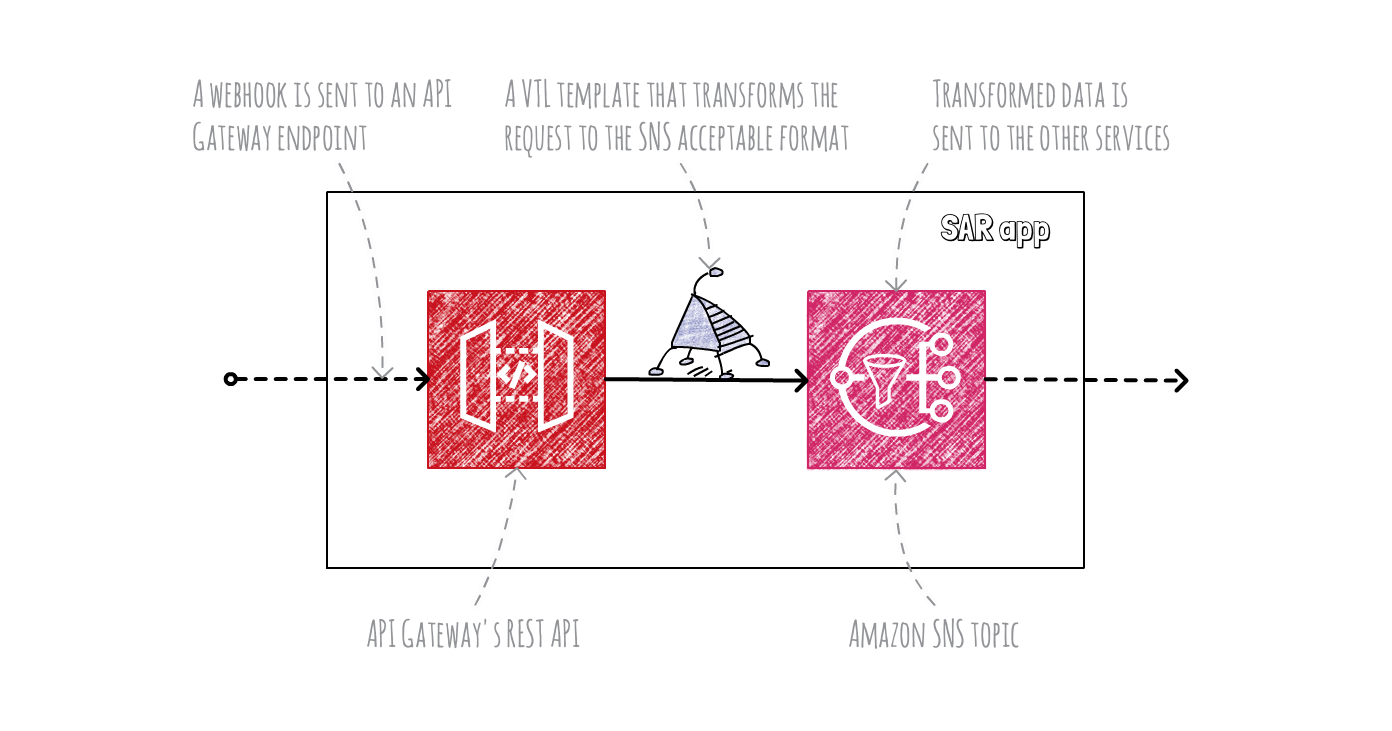 A webhook is sent to an API
Gateway endpoint
A VTL template that transforms the
request to the SNS acceptable format
Transformed data is
sent to the other services
SAR app
</>
API Gateway's REST API
Amazon SNS topic